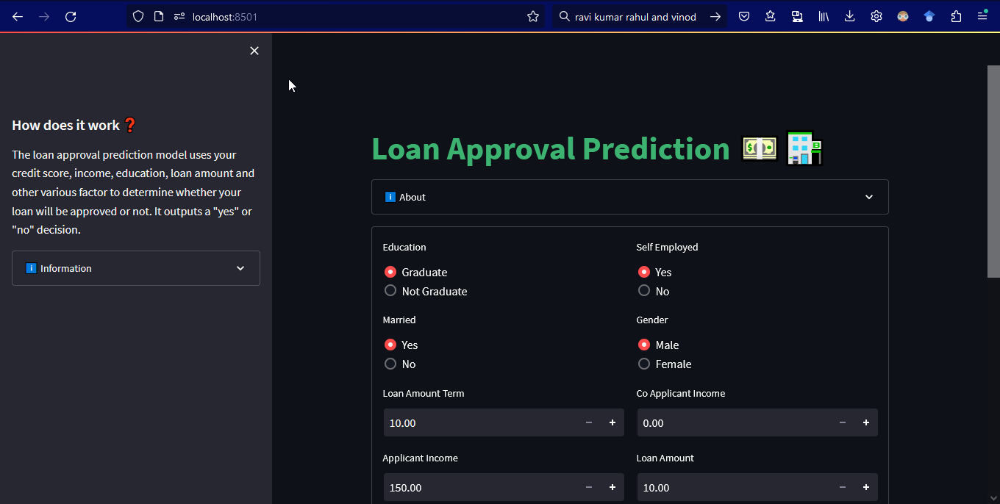 localhost:8501
ravi kumar rahul and vinod
How does it work ❓
The loan approval prediction model uses your
credit score, income, education, loan amount and
other various factor to determine whether your
loan will be approved or not. It outputs a "yes" or
"no" decision.
ℹ️ Information
Loan Approval Prediction 💵 🏦
ℹ️ About
Education
Self Employed
Graduate
Yes
Not Graduate
No
Married
Gender
Yes
Male
No
Female
Loan Amount Term
Co Applicant Income
10.00
0.00
Applicant Income
Loan Amount
150.00
10.00